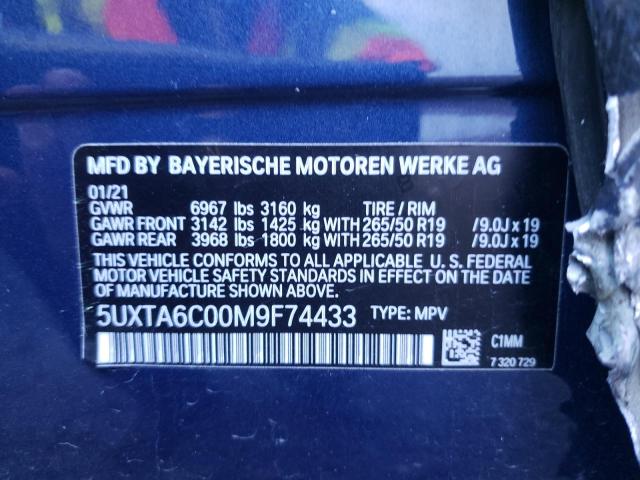 MFD BY BAYERISCHE MOTOREN WERKE AG
01/21
GVWR 6967 lbs 3160 kg TIRE / RIM
GAWR FRONT 3142 lbs 1425 kg WITH 265/50 R19 /9.0J x 19
GAWR REAR 3968 lbs 1800 kg WITH 265/50 R19 /9.0J x 19
THIS VEHICLE CONFORMS TO ALL APPLICABLE U. S. FEDERAL
MOTOR VEHICLE SAFETY STANDARDS IN EFFECT ON THE DATE
OF MANUFACTURE SHOWN ABOVE.
5UXTA6C00M9F74433 TYPE: MPV
C1MM
7 320 729